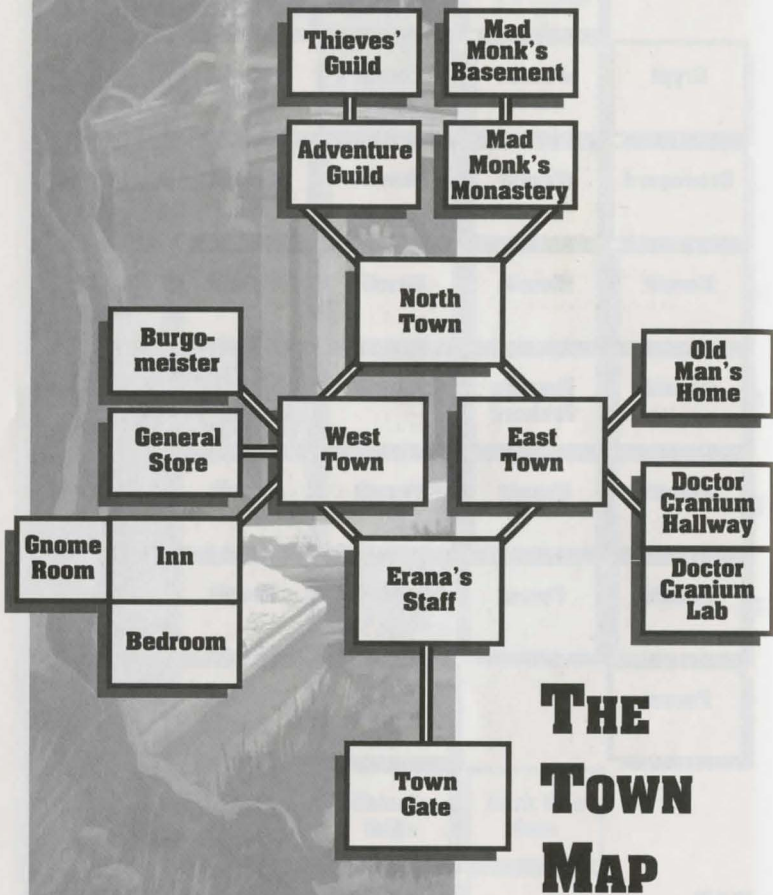 Thieves'
Guild
Mad
Monk's
Basement
Adventure
Guild
Mad
Monk's
Monastery
North
Town
Burgo-
meister
Old
Man's
Home
General
Store
West
Town
East
Town
Doctor
Cranium
Hallway
Gnome
Room
Inn
Erana's
Staff
Doctor
Cranium
Lab
Bedroom
Town
Gate
THE
TOWN
MAP